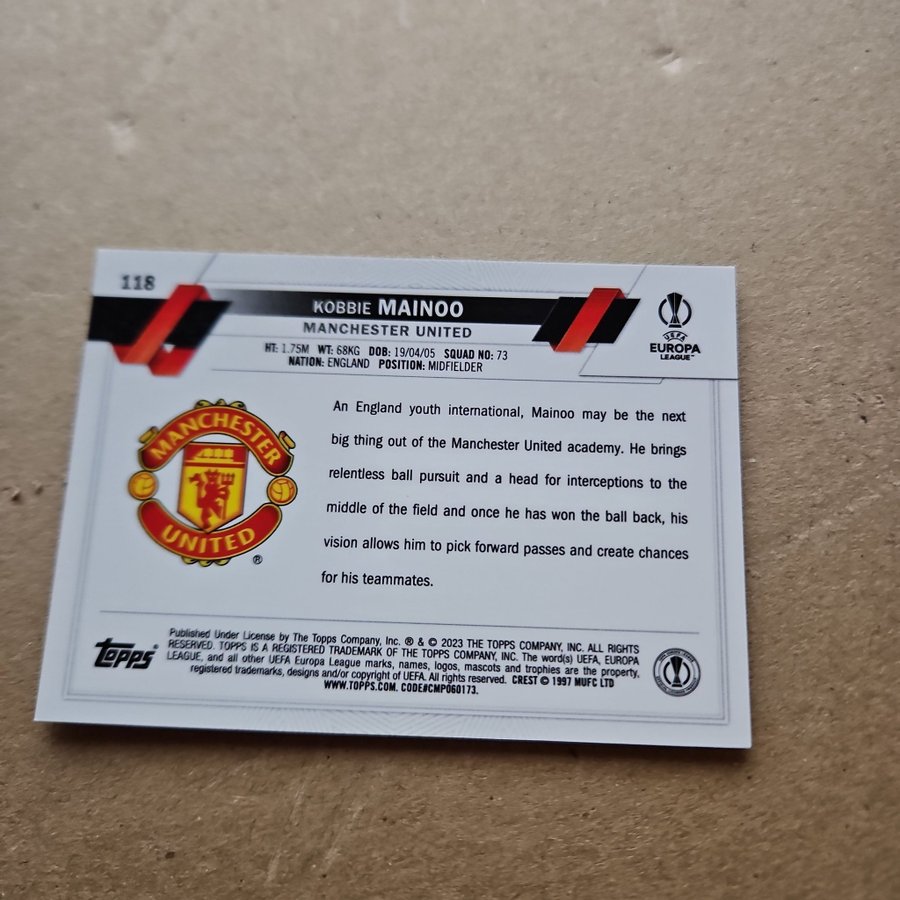 118
KOBBIE MAINOO
MANCHESTER UNITED
HT: 1.75M WT: 68KG DOB: 19/04/05 SQUAD NO: 73
NATION: ENGLAND POSITION: MIDFIELDER
UEFA
EUROPA
LEAGUE™
MANCHESTER
UNITED
®
An England youth international, Mainoo may be the next
big thing out of the Manchester United academy. He brings
relentless ball pursuit and a head for interceptions to the
middle of the field and once he has won the ball back, his
vision allows him to pick forward passes and create chances
for his teammates.
topps®
Published Under License by The Topps Company, Inc. ® & © 2023 THE TOPPS COMPANY, INC. ALL RIGHTS
RESERVED. TOPPS IS A REGISTERED TRADEMARK OF THE TOPPS COMPANY, INC. The word(s) UEFA, EUROPA
LEAGUE, and all other UEFA Europa League marks, names, logos, mascots and trophies are the property,
registered trademarks, designs and/or copyright of UEFA. All rights reserved. CREST © 1997 MUFC LTD
WWW.TOPPS.COM. CODE#CMP060173.